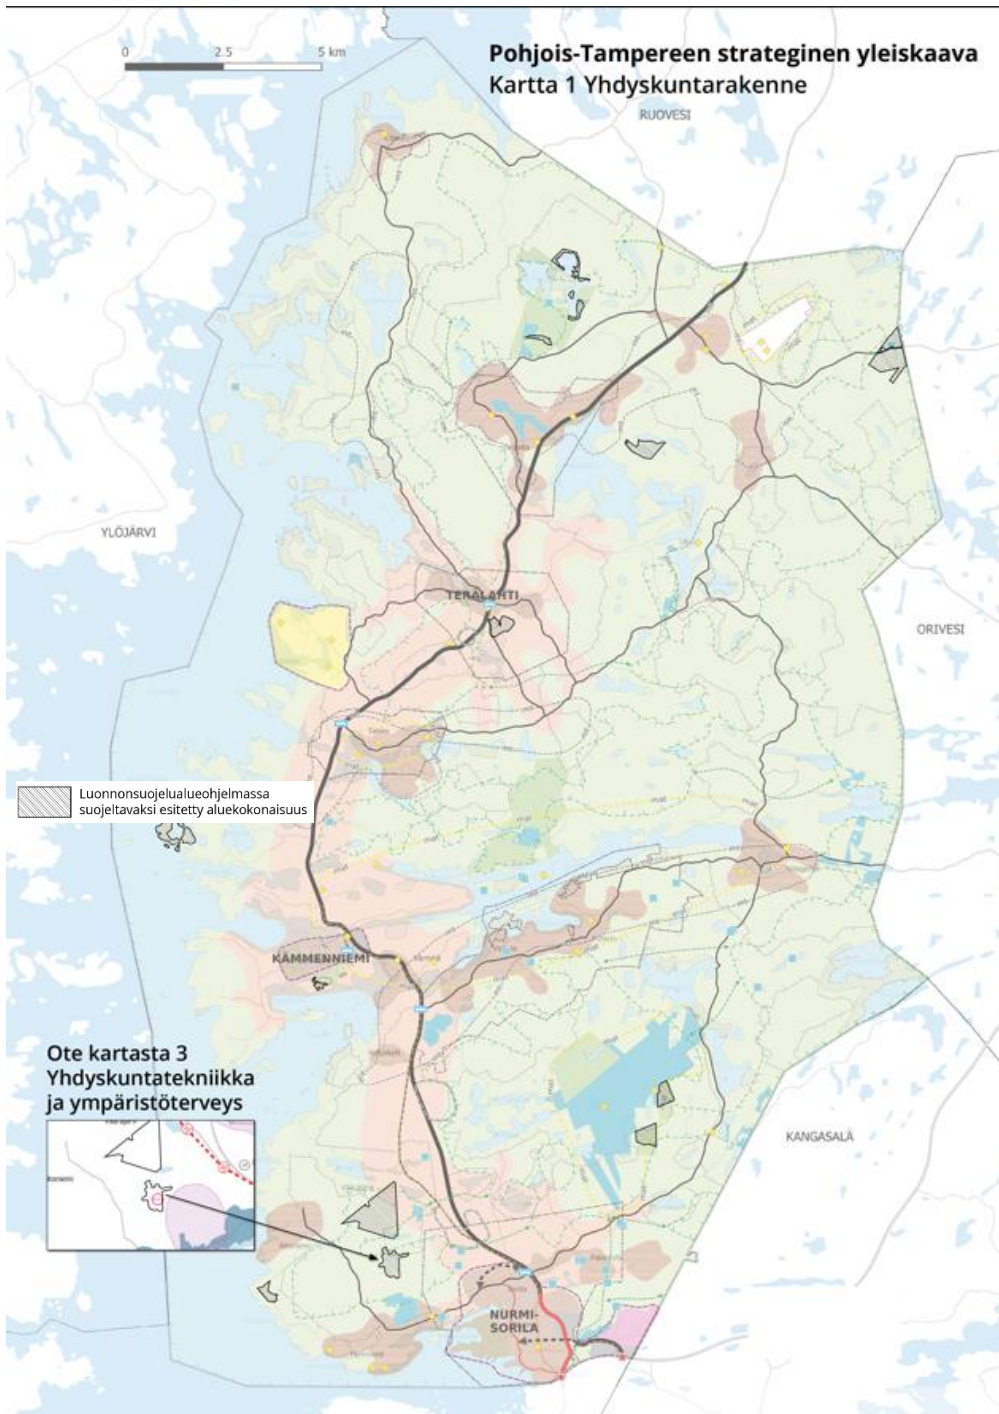 0 2.5 5 km
Pohjois-Tampereen strateginen yleiskaava
Kartta 1 Yhdyskuntarakenne
RUOVESI
YLÖJÄRVI
TERÄLAHTI
ORIVESI
Luonnonsuojelualueohjelmassa
suojeltavaksi esitetty aluekokonaisuus
KÄMMENNIEMI
Ote kartasta 3
Yhdyskuntatekniikka
ja ympäristöterveys
KANGASALA
NURMI-
SORILA